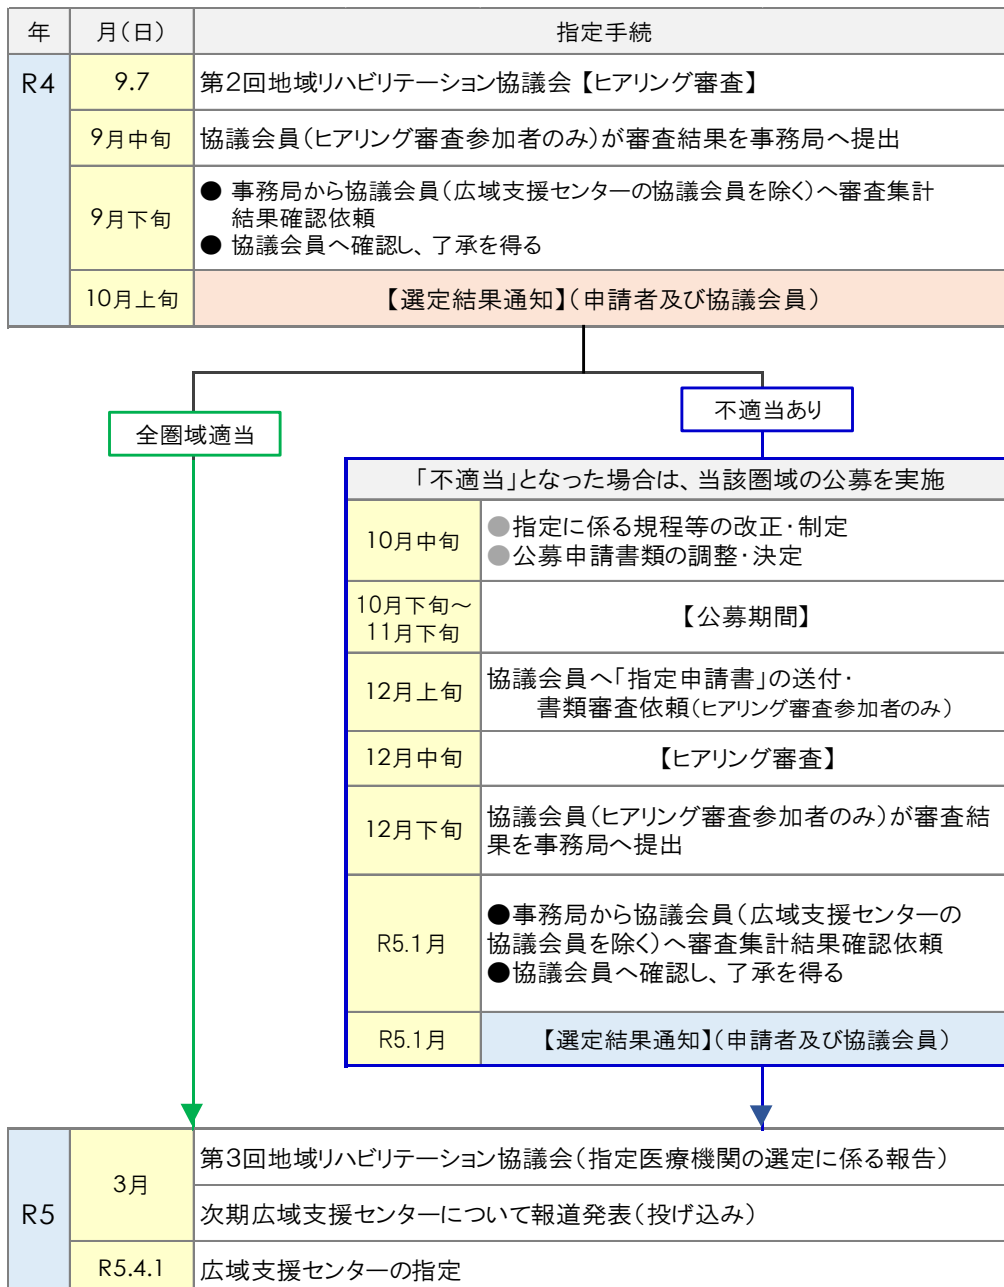 年 月(日) 指定手続
R4 9.7 第2回地域リハビリテーション協議会【ヒアリング審査】
9月中旬 協議会員(ヒアリング審査参加者のみ)が審査結果を事務局へ提出
9月下旬
● 事務局から協議会員(広域支援センターの協議会員を除く)へ審査集計
結果確認依頼
● 協議会員へ確認し、了承を得る
10月上旬 【選定結果通知】(申請者及び協議会員)
全圏域適当
不適当あり
「不適当」となった場合は、当該圏域の公募を実施
10月中旬
●指定に係る規程等の改正・制定
●公募申請書類の調整・決定
10月下旬~
11月下旬
【公募期間】
12月上旬
協議会員へ「指定申請書」の送付・
書類審査依頼(ヒアリング審査参加者のみ)
12月中旬 【ヒアリング審査】
12月下旬
協議会員(ヒアリング審査参加者のみ)が審査結
果を事務局へ提出
R5.1月
●事務局から協議会員(広域支援センターの
協議会員を除く)へ審査集計結果確認依頼
●協議会員へ確認し、了承を得る
R5.1月 【選定結果通知】(申請者及び協議会員)
R5 3月
第3回地域リハビリテーション協議会(指定医療機関の選定に係る報告)
次期広域支援センターについて報道発表(投げ込み)
R5.4.1 広域支援センターの指定